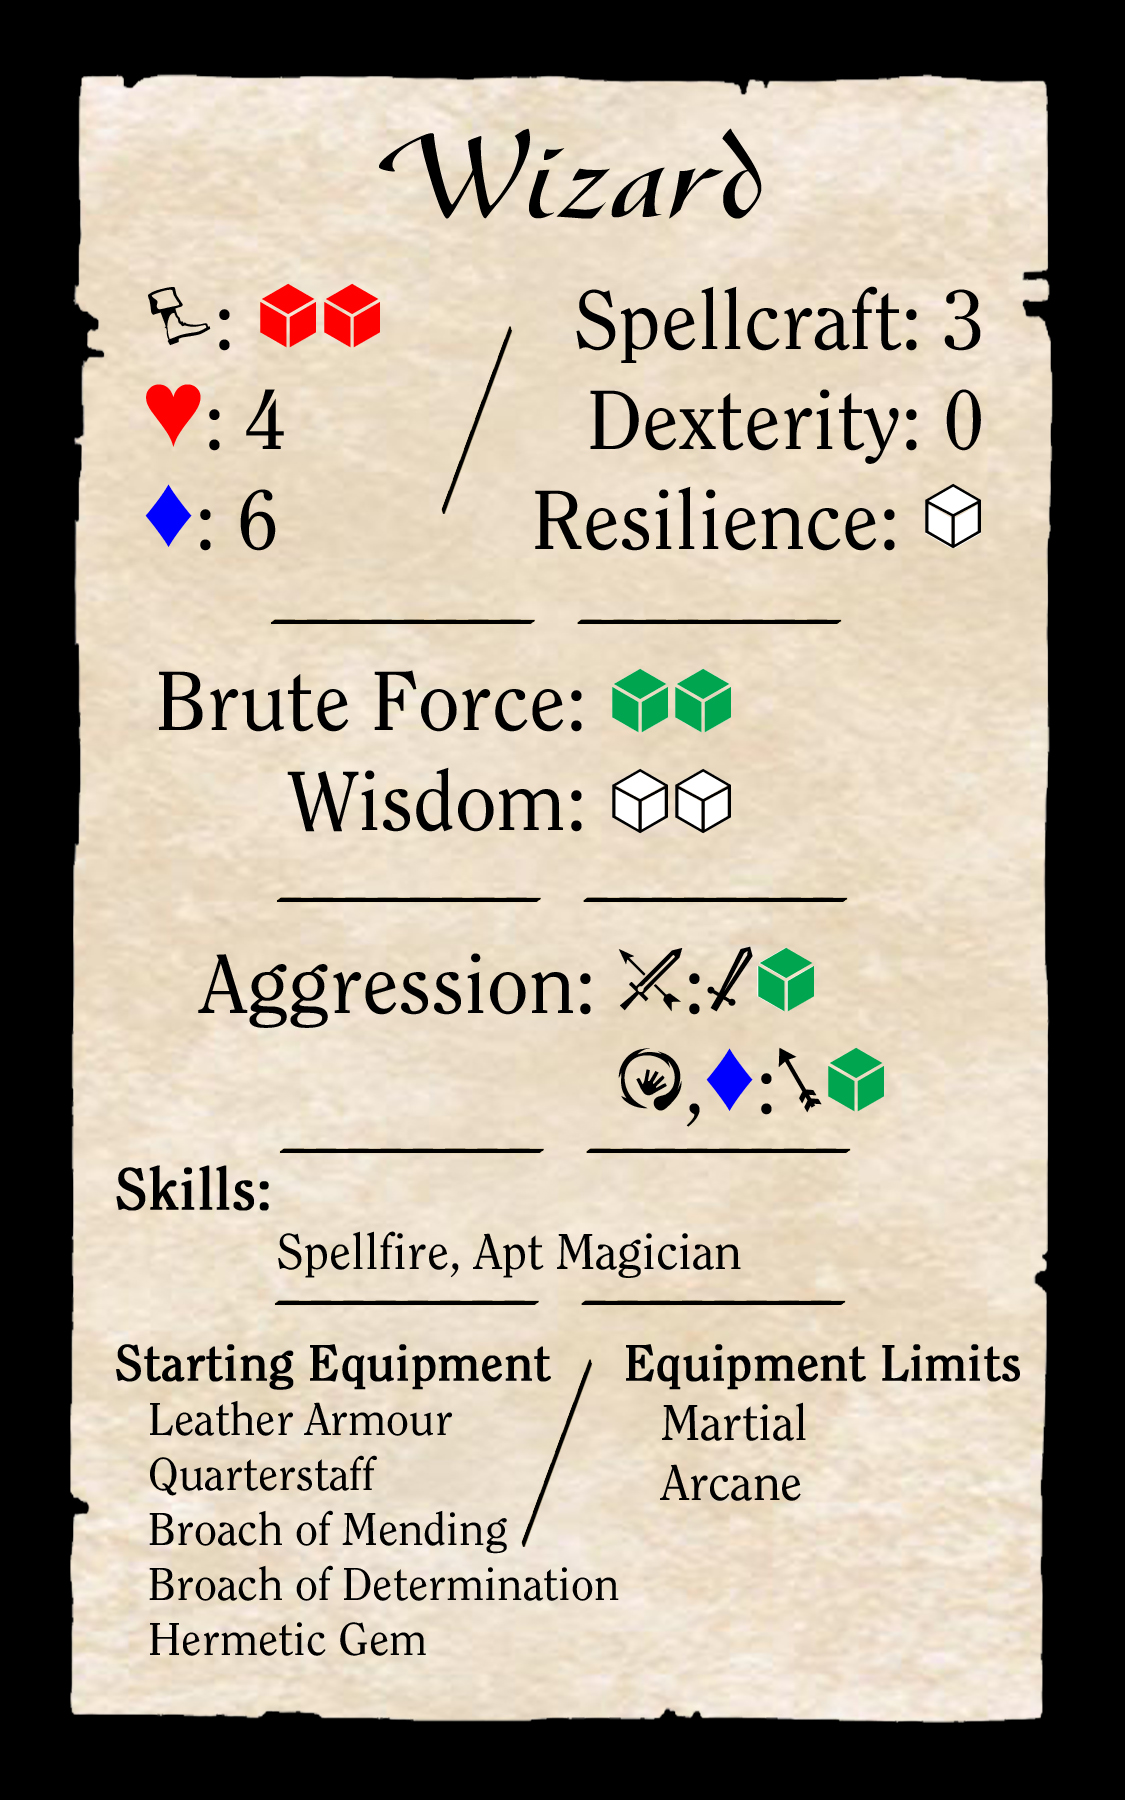 Wizard
: 
: 4
: 6
Spellcraft: 3
Dexterity: 0
Resilience:
Brute Force:
Wisdom:
Aggression: :
, :
Skills:
Spellfire, Apt Magician
Starting Equipment
Leather Armour
Quarterstaff
Broach of Mending
Broach of Determination
Hermetic Gem
Equipment Limits
Martial
Arcane